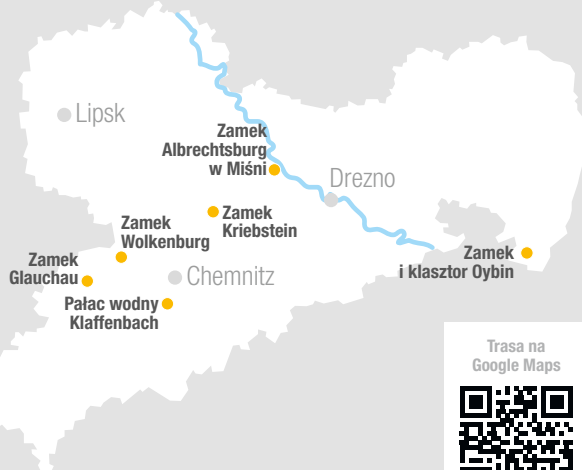 Lipsk
Zamek
Albrechtsburg
w Miśni
Drezno
Zamek
Kriebstein
Zamek
Wolkenburg
Zamek
Glauchau
Chemnitz
Pałac wodny
Klaffenbach
Zamek
i klasztor Oybin
Trasa na
Google Maps